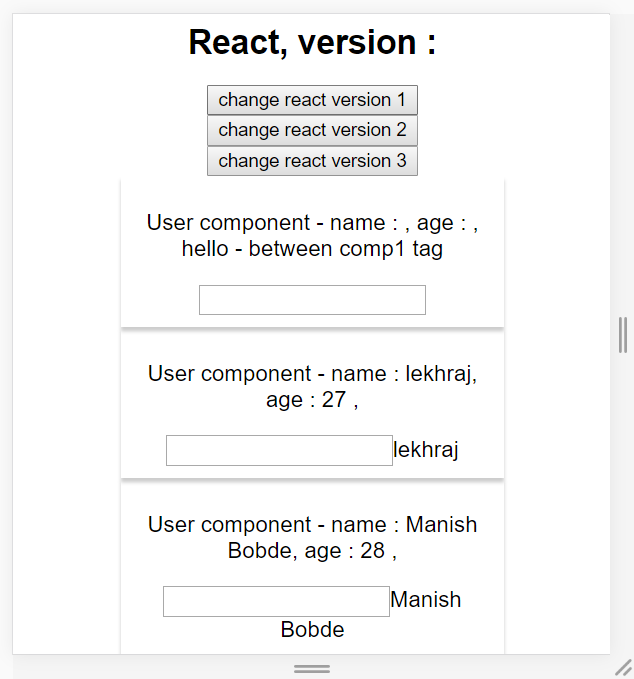 React, version :
change react version 1
change react version 2
change react version 3
User component - name : , age : ,
hello - between comp1 tag
User component - name : lekhraj,
age : 27 ,
lekhraj
User component - name : Manish
Bobde, age : 28 ,
Manish
Bobde